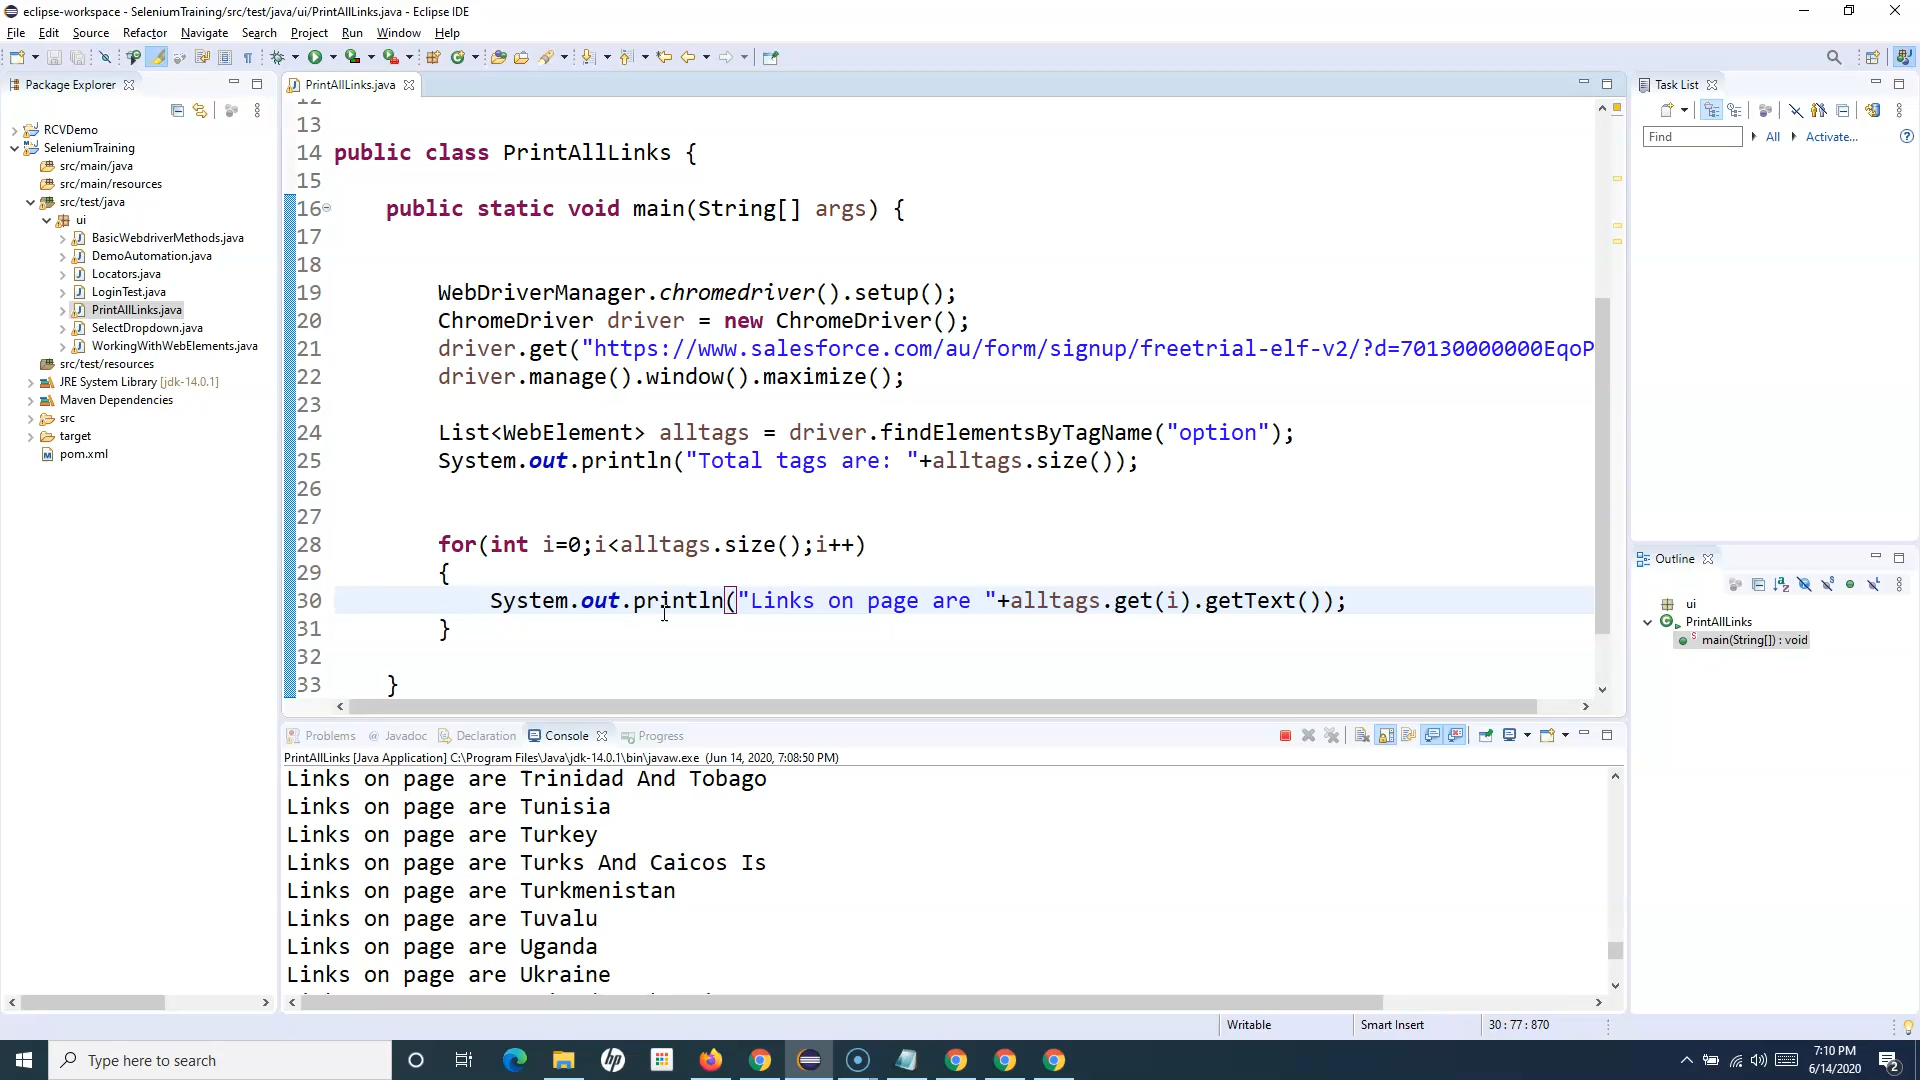 eclipse-workspace - SeleniumTraining/src/test/java/ui/PrintAllLinks.java - Eclipse IDE
File Edit Source Refactor Navigate Search Project Run Window Help
Package Explorer
RCVDemo
SeleniumTraining
src/main/java
src/main/resources
src/test/java
ui
BasicWebdriverMethods.java
DemoAutomation.java
Locators.java
LoginTest.java
PrintAllLinks.java
SelectDropdown.java
WorkingWithWebElements.java
src/test/resources
JRE System Library [jdk-14.0.1]
Maven Dependencies
src
target
pom.xml
PrintAllLinks.java
12
13
14 public class PrintAllLinks {
15
16 public static void main(String[] args) {
17
18
19 WebDriverManager.chromedriver().setup();
20 ChromeDriver driver = new ChromeDriver();
21 driver.get("https://www.salesforce.com/au/form/signup/freetrial-elf-v2/?d=70130000000EqoP
22 driver.manage().window().maximize();
23
24 List<WebElement> alltags = driver.findElementsByTagName("option");
25 System.out.println("Total tags are: "+alltags.size());
26
27
28 for(int i=0;i<alltags.size();i++)
29 {
30 System.out.println("Links on page are "+alltags.get(i).getText());
31 }
32
33 }
Problems @ Javadoc Declaration Console Progress
PrintAllLinks [Java Application] C:\Program Files\Java\jdk-14.0.1\bin\javaw.exe (Jun 14, 2020, 7:08:50 PM)
Links on page are Trinidad And Tobago
Links on page are Tunisia
Links on page are Turkey
Links on page are Turks And Caicos Is
Links on page are Turkmenistan
Links on page are Tuvalu
Links on page are Uganda
Links on page are Ukraine
Task List
Find All Activate...
Outline
ui
PrintAllLinks
main(String[]) : void
Writable Smart Insert 30 : 77 : 870
Type here to search
7:10 PM
6/14/2020
2